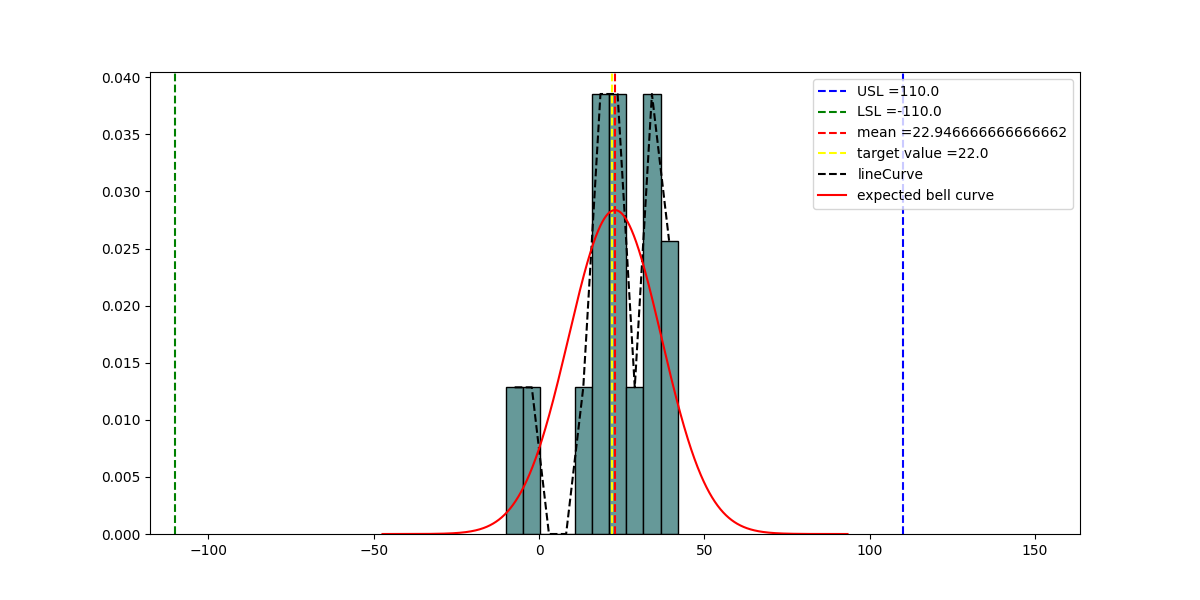 0.040
0.035
0.030
0.025
0.020
0.015
0.010
0.005
0.000
−100
−50
0
50
100
150
USL =110.0
LSL =-110.0
mean =22.946666666666662
target value =22.0
lineCurve
expected bell curve